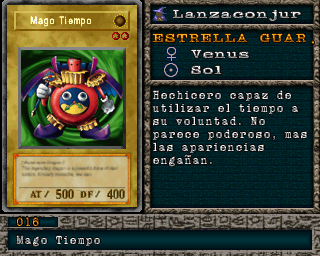 Mago Tiempo
AT/ 500 DF/ 400
Lanzaconjur
ESTRELLA GUAR.
Venus
Sol
Hechicero capaz de
utilizar el tiempo a
su voluntad. No
parece poderoso, mas
las apariencias
engañan.
016
Mago Tiempo